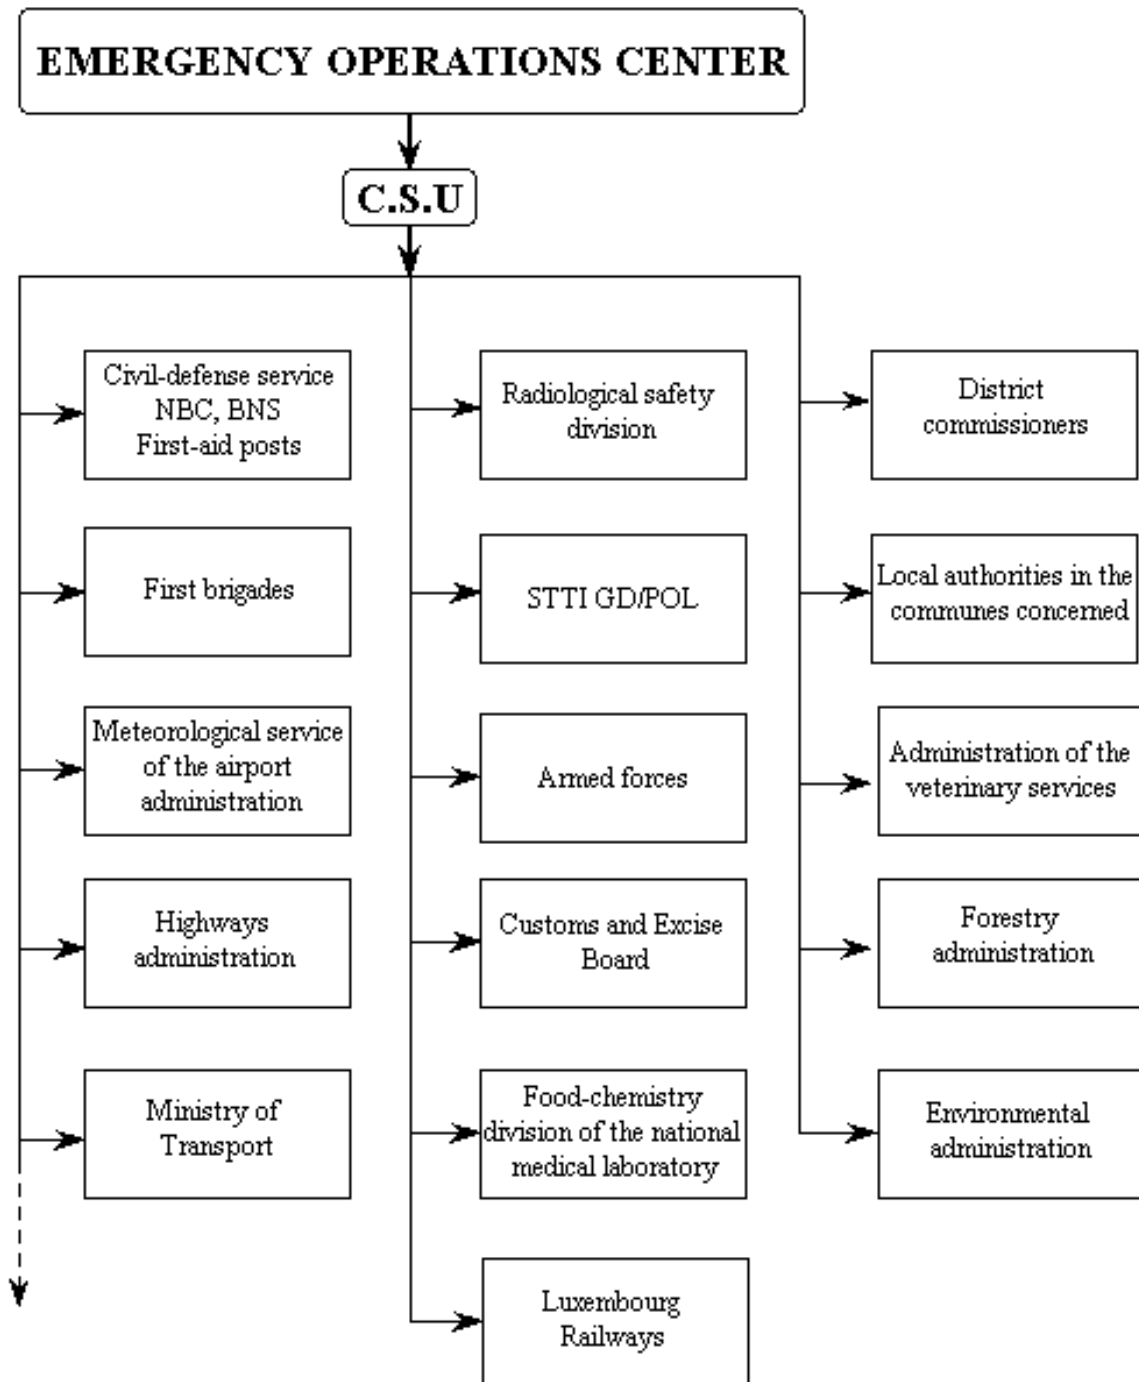 EMERGENCY OPERATIONS CENTER
C.S.U
Civil-defense service
NBC, BNS
First-aid posts
First brigades
Meteorological service
of the airport
administration
Highways
administration
Ministry of
Transport
Radiological safety
division
STTI GD/POL
Armed forces
Customs and Excise
Board
Food-chemistry
division of the national
medical laboratory
Luxembourg
Railways
District
commissioners
Local authorities in the
communes concerned
Administration of the
veterinary services
Forestry
administration
Environmental
administration